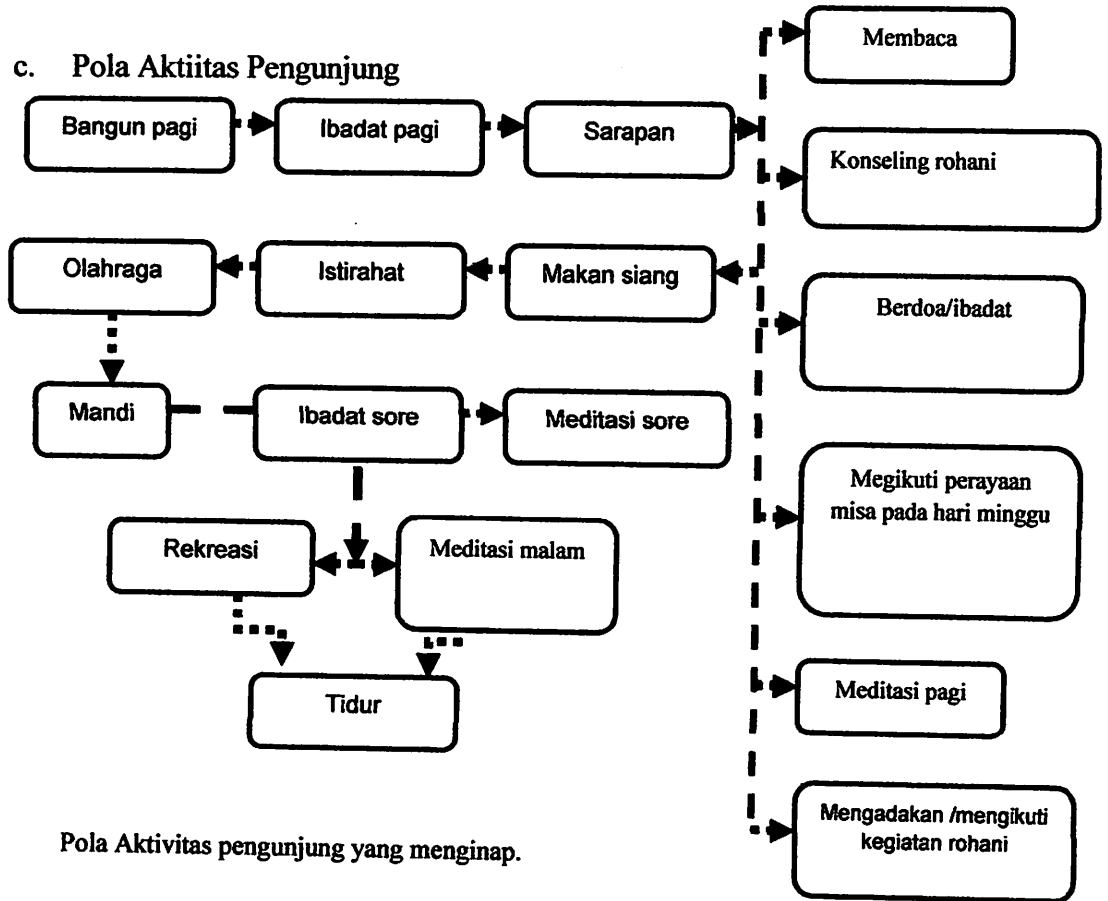 c. Pola Aktiitas Pengunjung
Bangun pagi
Ibadat pagi
Sarapan
Membaca
Konseling rohani
Berdoa/ibadat
Megikuti perayaan
misa pada hari minggu
Meditasi pagi
Mengadakan /mengikuti
kegiatan rohani
Makan siang
Istirahat
Olahraga
Mandi
Ibadat sore
Meditasi sore
Rekreasi
Meditasi malam
Tidur
Pola Aktivitas pengunjung yang menginap.